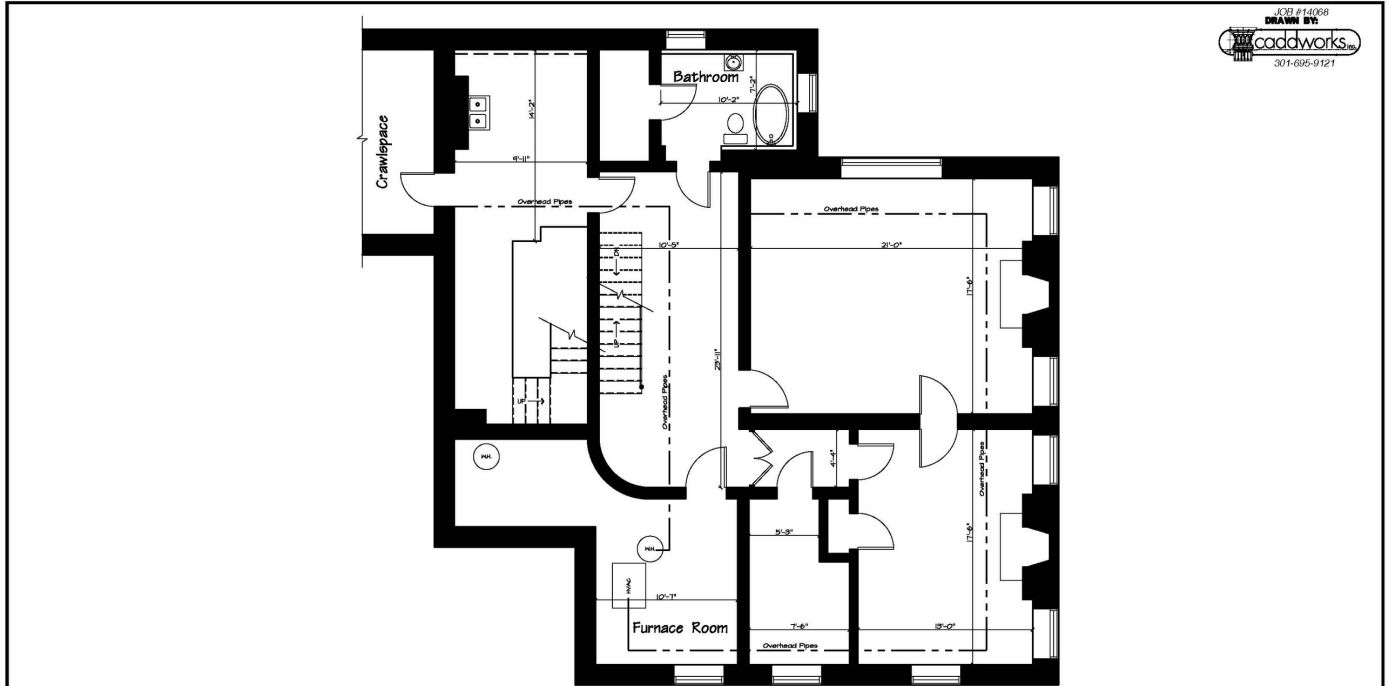 JOB #14068
DRAWN BY:
caddworks inc.
301-695-9121
Bathroom
7'-2"
10'-2"
14'-2"
Crawlspace
9'-11"
Overhead Pipes
Overhead Pipes
DN
10'-5"
21'-0"
17'-6"
UP
Overhead Pipes
23'-11"
UP
W.H.
4'-4"
Overhead Pipes
5'-3"
17'-6"
W.H.
HVAC
10'-7"
Furnace Room
7'-6"
13'-0"
Overhead Pipes